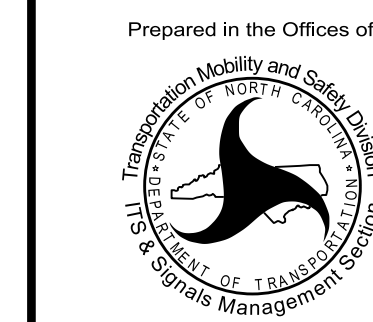 Prepared in the Offices of
Transportation Mobility and Safety Division
ITS & Signals Management Section
STATE OF NORTH CAROLINA
DEPARTMENT OF TRANSPORTATION